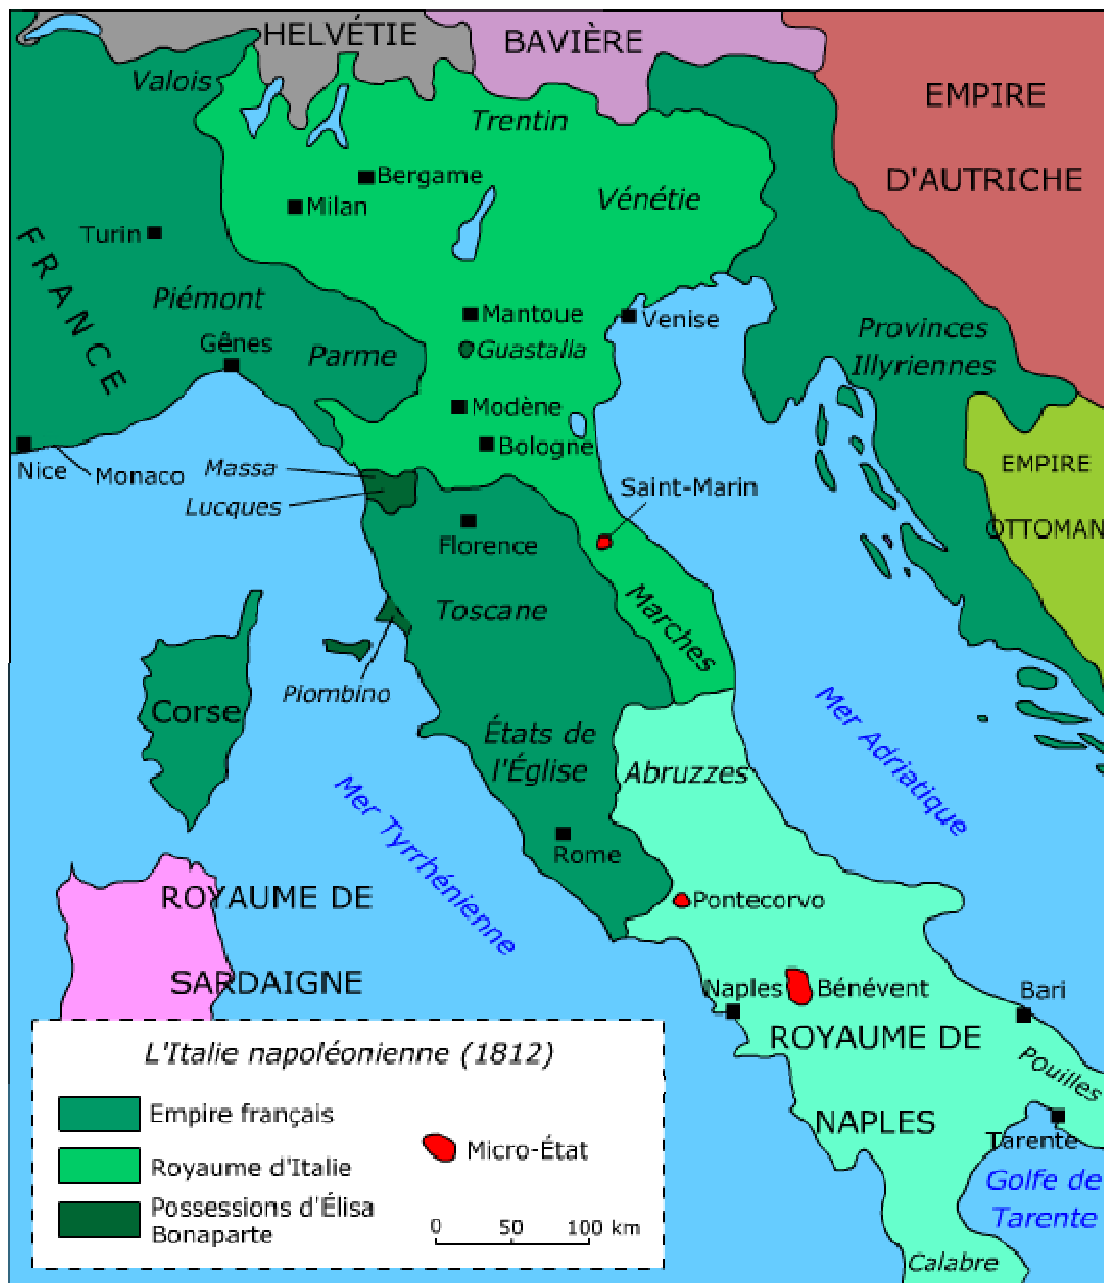 HELVÉTIE
BAVIÈRE
EMPIRE
D'AUTRICHE
Valois
Trentin
Bergame
Milan
Vénétie
Turin
FRANCE
Piémont
Gênes
Parme
Mantoue
Venise
Guastalla
Provinces
Illyriennes
Modène
Bologne
Nice
Monaco
Massa
Lucques
Saint-Marin
EMPIRE
OTTOMAN
Florence
Toscane
Marches
Piombino
Corse
États de
l'Église
Abruzzes
Mer Adriatique
Mer Tyrrhénienne
Rome
ROYAUME DE
SARDAIGNE
Pontecorvo
Naples
Bénévent
Bari
ROYAUME DE
NAPLES
Pouilles
Tarente
Golfe de
Tarente
Calabre
L'Italie napoléonienne (1812)
Empire français
Royaume d'Italie
Possessions d'Élisa
Bonaparte
Micro-État
0 50 100 km